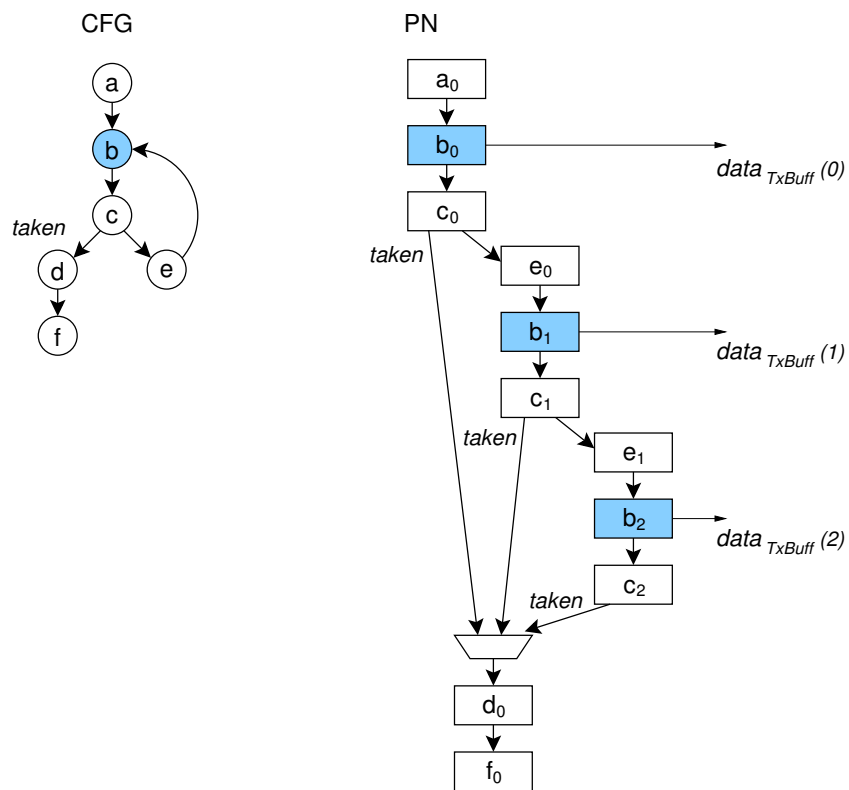 CFG
a
b
c
taken
d
e
f
PN
a0
b0
data TxBuff (0)
c0
taken
e0
b1
data TxBuff (1)
c1
taken
e1
b2
data TxBuff (2)
c2
taken
d0
f0